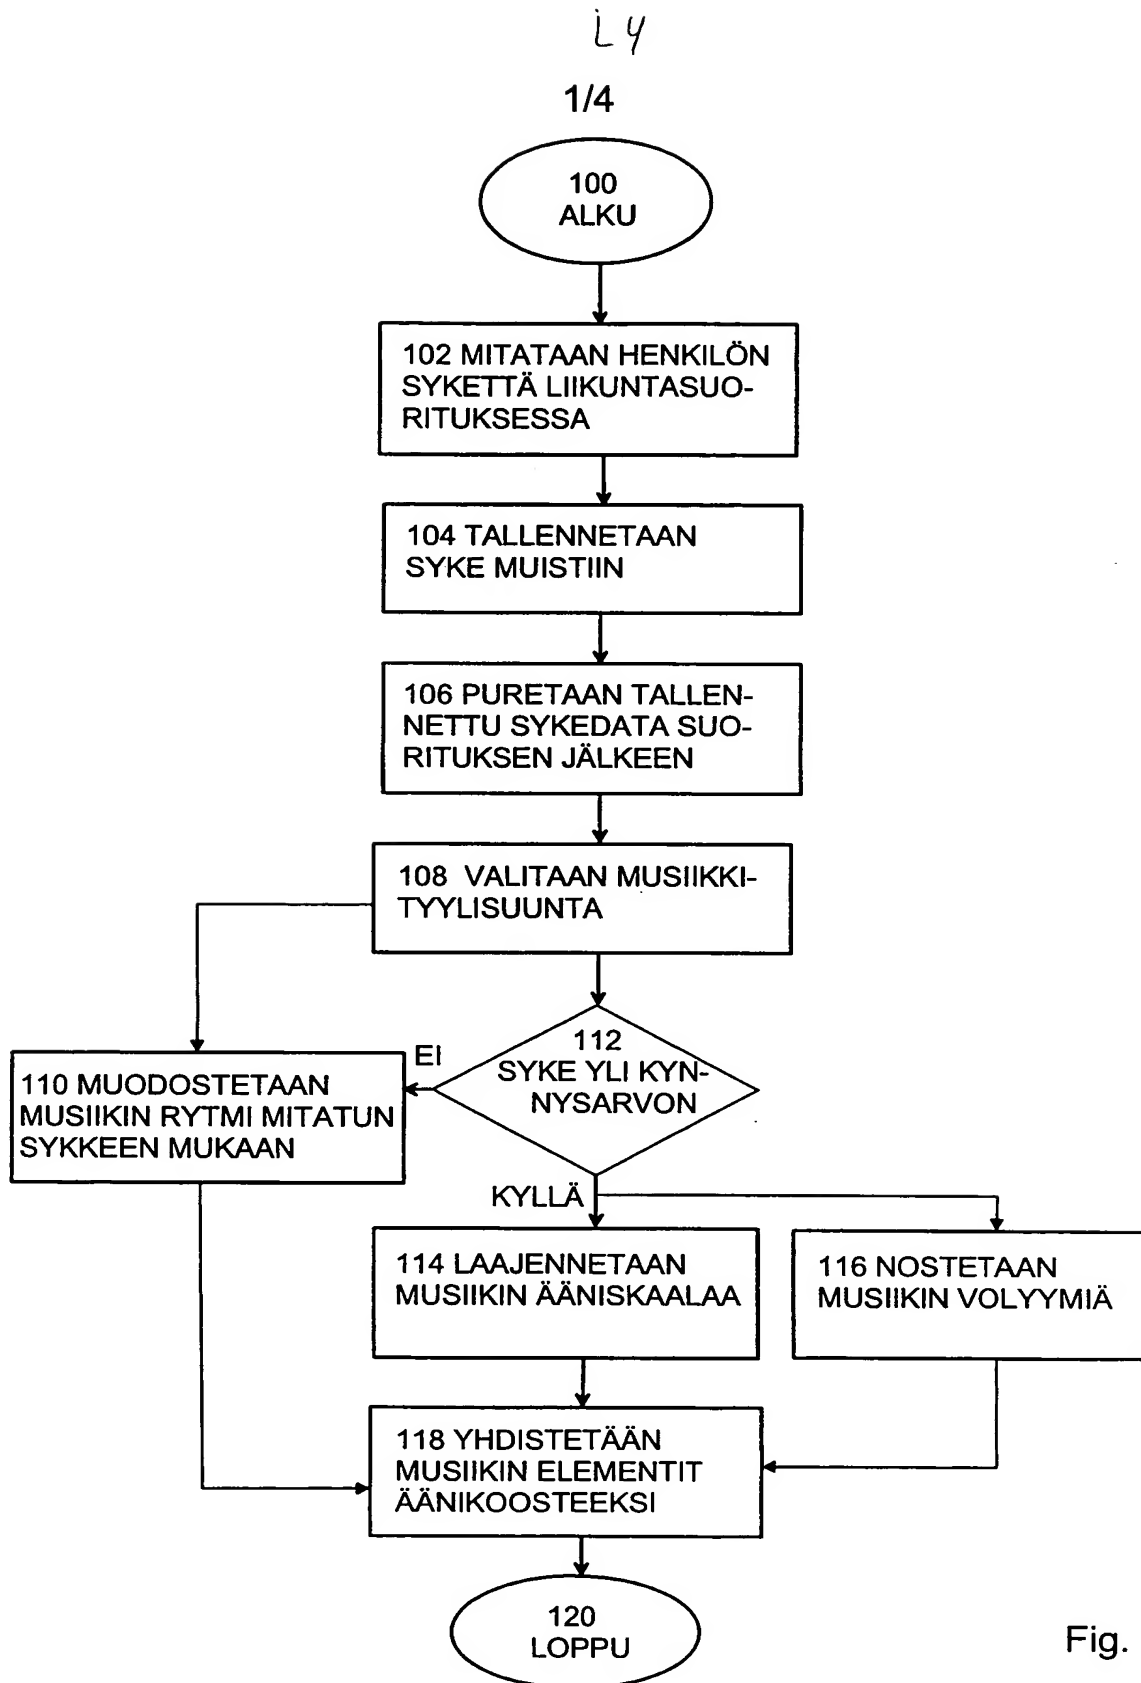 L4
1/4
100
ALKU
102 MITATAAN HENKILÖN
SYKETTÄ LIIKUNTASUO-
RITUKSESSA
104 TALLENNETAAN
SYKE MUISTIIN
106 PURETAAN TALLEN-
NETTU SYKEDATA SUO-
RITUKSEN JÄLKEEN
108 VALITAAN MUSIIKKI-
TYYLISUUNTA
112
SYKE YLI KYN-
NYSARVON
EI
110 MUODOSTETAAN
MUSIIKIN RYTMI MITATUN
SYKKEEN MUKAAN
KYLLÄ
114 LAAJENNETAAN
MUSIIKIN ÄÄNISKAALAA
116 NOSTETAAN
MUSIIKIN VOLYYMIÄ
118 YHDISTETÄÄN
MUSIIKIN ELEMENTIT
ÄÄNIKOOSTEEKSI
120
LOPPU
Fig.